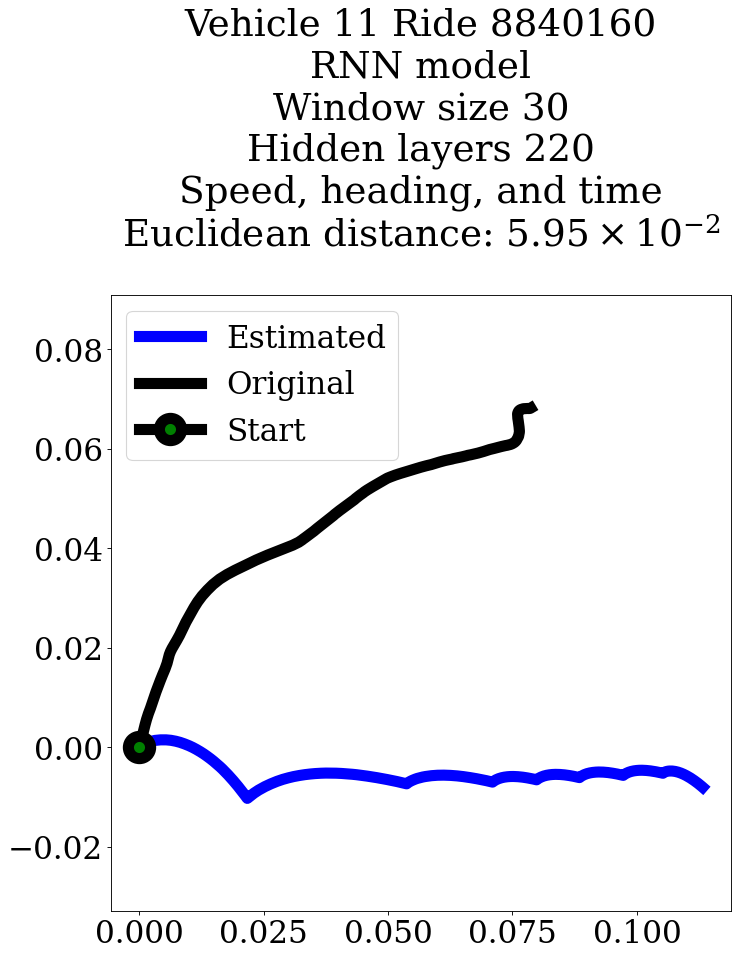 Vehicle 11 Ride 8840160
RNN model
Window size 30
Hidden layers 220
Speed, heading, and time
Euclidean distance: 5.95 × 10⁻²
Estimated
Original
Start
0.08
0.06
0.04
0.02
0.00
−0.02
0.000 0.025 0.050 0.075 0.100